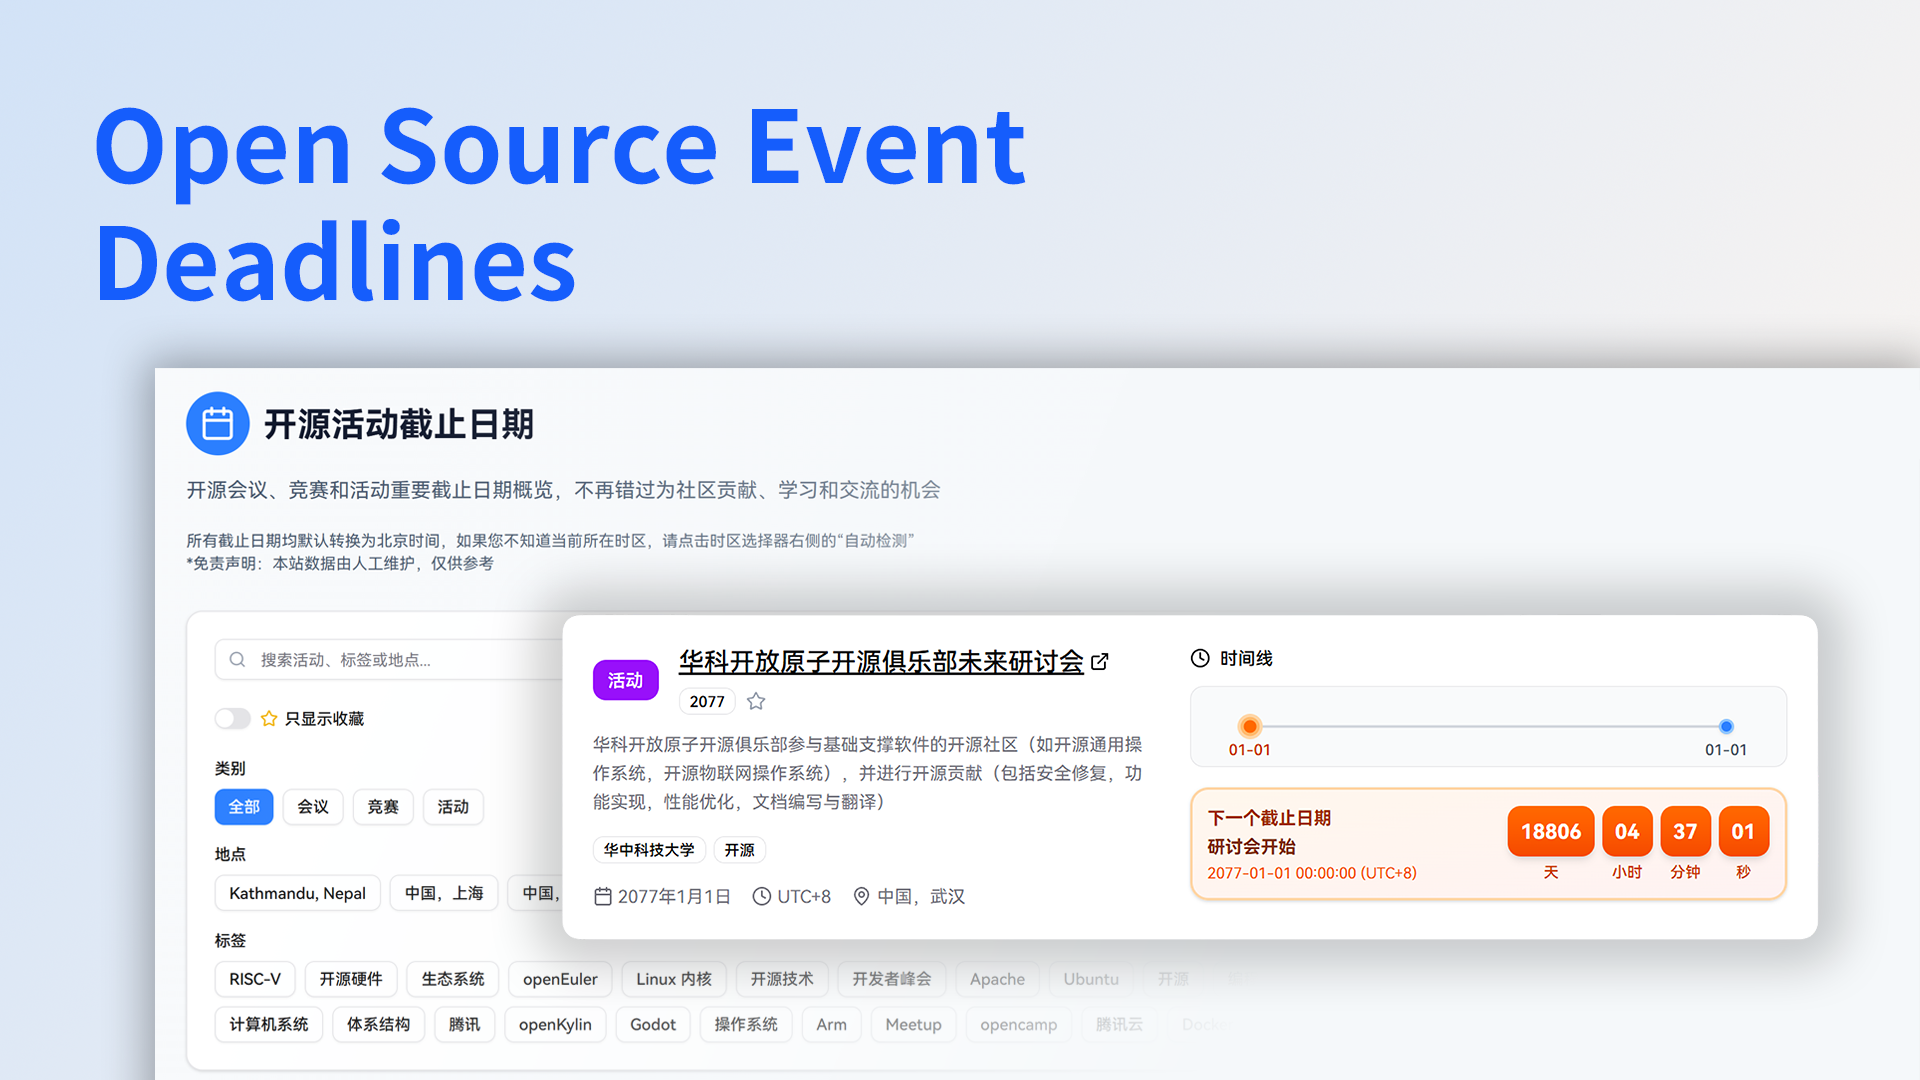 Open Source Event
Deadlines
开源活动截止日期
开源会议、竞赛和活动重要截止日期概览，不再错过为社区贡献、学习和交流的机会
所有截止日期均默认转换为北京时间，如果您不知道当前所在时区，请点击时区选择器右侧的“自动检测”
*免责声明：本站数据由人工维护，仅供参考
搜索活动、标签或地点...
只显示收藏
类别
全部 会议 竞赛 活动
地点
Kathmandu, Nepal 中国，上海 中国，
标签
RISC-V 开源硬件 生态系统 openEuler Linux 内核 开源技术 开发者峰会 Apache Ubuntu 开源
计算机系统 体系结构 腾讯 openKylin Godot 操作系统 Arm Meetup opencamp 腾讯云
活动
华科开放原子开源俱乐部未来研讨会
2077
华科开放原子开源俱乐部参与基础支撑软件的开源社区（如开源通用操
作系统，开源物联网操作系统），并进行开源贡献（包括安全修复，功
能实现，性能优化，文档编写与翻译）
华中科技大学 开源
2077年1月1日 UTC+8 中国，武汉
时间线
01-01 01-01
下一个截止日期
研讨会开始
2077-01-01 00:00:00 (UTC+8)
18806 04 37 01
天 小时 分钟 秒